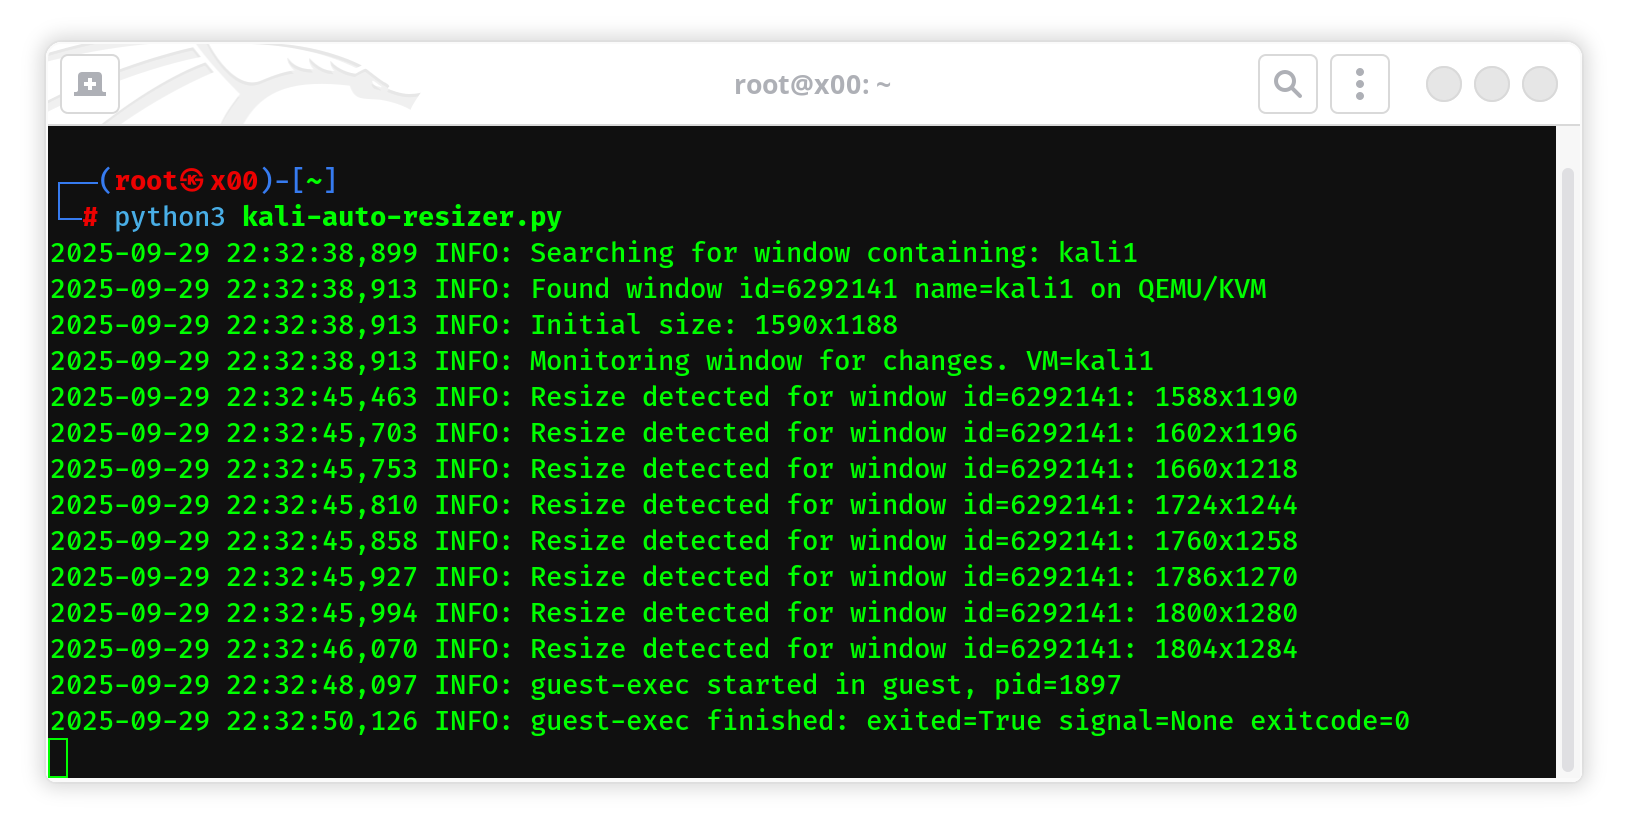 root@x00: ~
┌──(root㉿x00)-[~]
└─# python3 kali-auto-resizer.py
2025-09-29 22:32:38,899 INFO: Searching for window containing: kali1
2025-09-29 22:32:38,913 INFO: Found window id=6292141 name=kali1 on QEMU/KVM
2025-09-29 22:32:38,913 INFO: Initial size: 1590x1188
2025-09-29 22:32:38,913 INFO: Monitoring window for changes. VM=kali1
2025-09-29 22:32:45,463 INFO: Resize detected for window id=6292141: 1588x1190
2025-09-29 22:32:45,703 INFO: Resize detected for window id=6292141: 1602x1196
2025-09-29 22:32:45,753 INFO: Resize detected for window id=6292141: 1660x1218
2025-09-29 22:32:45,810 INFO: Resize detected for window id=6292141: 1724x1244
2025-09-29 22:32:45,858 INFO: Resize detected for window id=6292141: 1760x1258
2025-09-29 22:32:45,927 INFO: Resize detected for window id=6292141: 1786x1270
2025-09-29 22:32:45,994 INFO: Resize detected for window id=6292141: 1800x1280
2025-09-29 22:32:46,070 INFO: Resize detected for window id=6292141: 1804x1284
2025-09-29 22:32:48,097 INFO: guest-exec started in guest, pid=1897
2025-09-29 22:32:50,126 INFO: guest-exec finished: exited=True signal=None exitcode=0